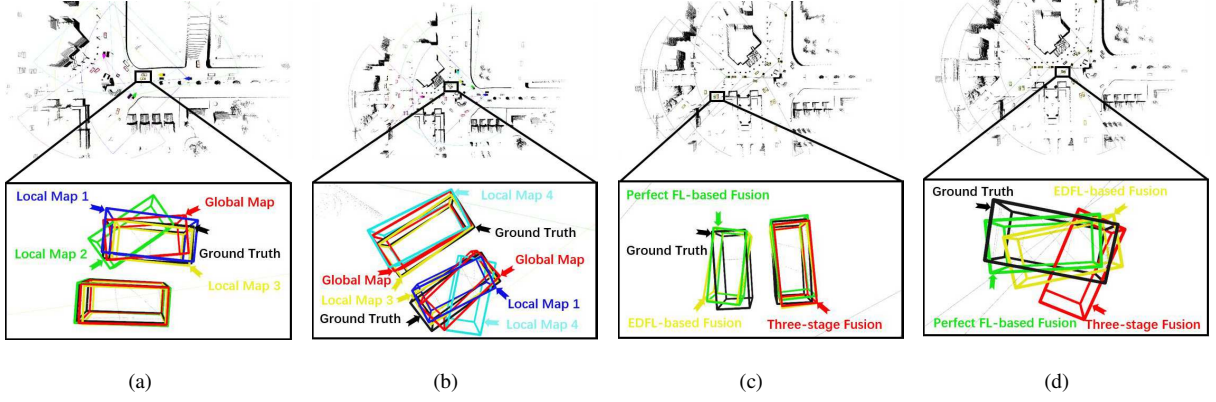 Local Map 1
Global Map
Local Map 2
Ground Truth
Local Map 3
(a)
Local Map 4
Ground Truth
Global Map
Global Map
Local Map 3
Local Map 1
Ground Truth
Local Map 4
(b)
Perfect FL-based Fusion
Ground Truth
EDFL-based Fusion
Three-stage Fusion
(c)
Ground Truth
EDFL-based Fusion
Perfect FL-based Fusion
Three-stage Fusion
(d)